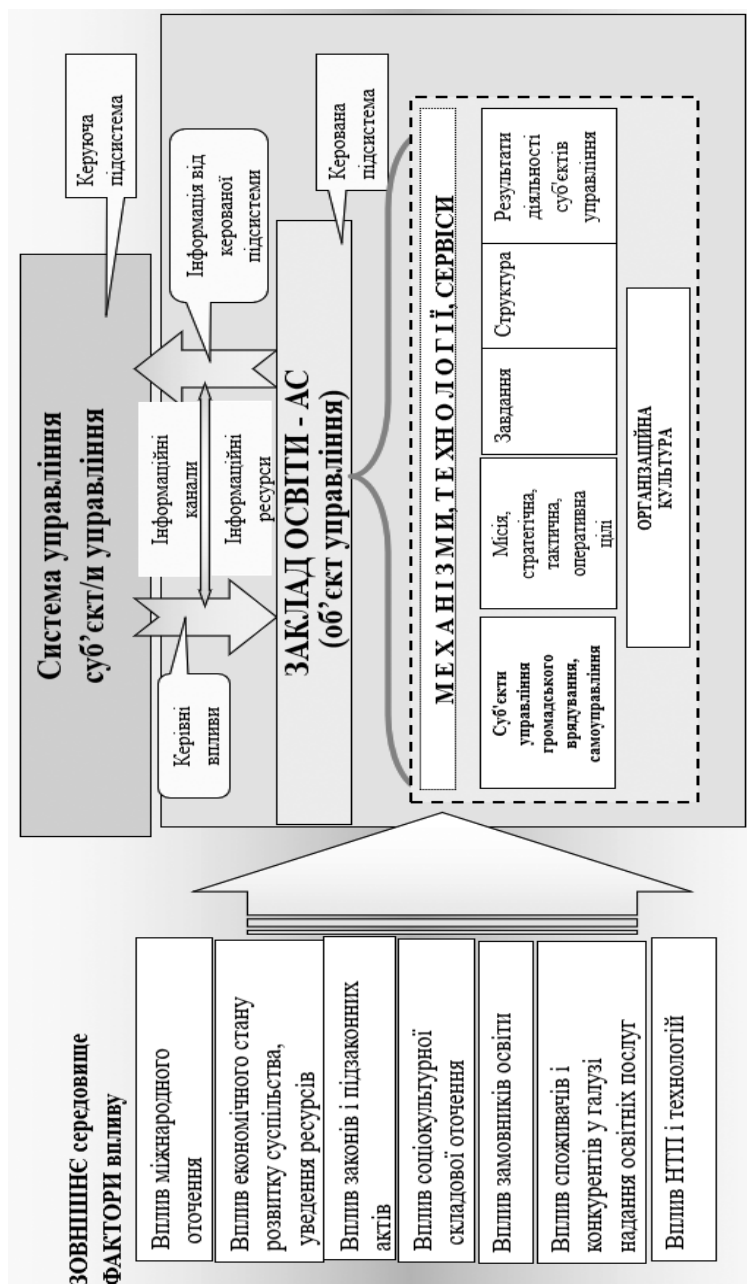 ЗОВНІШНЄ середовище
ФАКТОРИ впливу
Вплив міжнародного
оточення
Вплив економічного стану
розвитку суспільства,
уведення ресурсів
Вплив законів і підзаконних
актів
Вплив соціокультурної
складової оточення
Вплив замовників освіти
Вплив споживачів і
конкурентів у галузі
надання освітніх послуг
Вплив НТП і технологій
Система управління
суб’єкт/и управління
Керуюча
підсистема
Керівні
впливи
Інформаційні
канали
Інформаційні
ресурси
Інформація від
керованої
підсистеми
ЗАКЛАД ОСВІТИ - АС
(об’єкт управління)
Керована
підсистема
М Е Х А Н І З М И, Т Е Х Н О Л О Г І Ї, СЕРВІСИ
Суб'єкти
управління
громадського
врядування,
самоуправління
Місія,
стратегічна,
тактична,
оперативна
цілі
Завдання
Структура
Результати
діяльності
суб'єктів
управління
ОРГАНІЗАЦІЙНА
КУЛЬТУРА